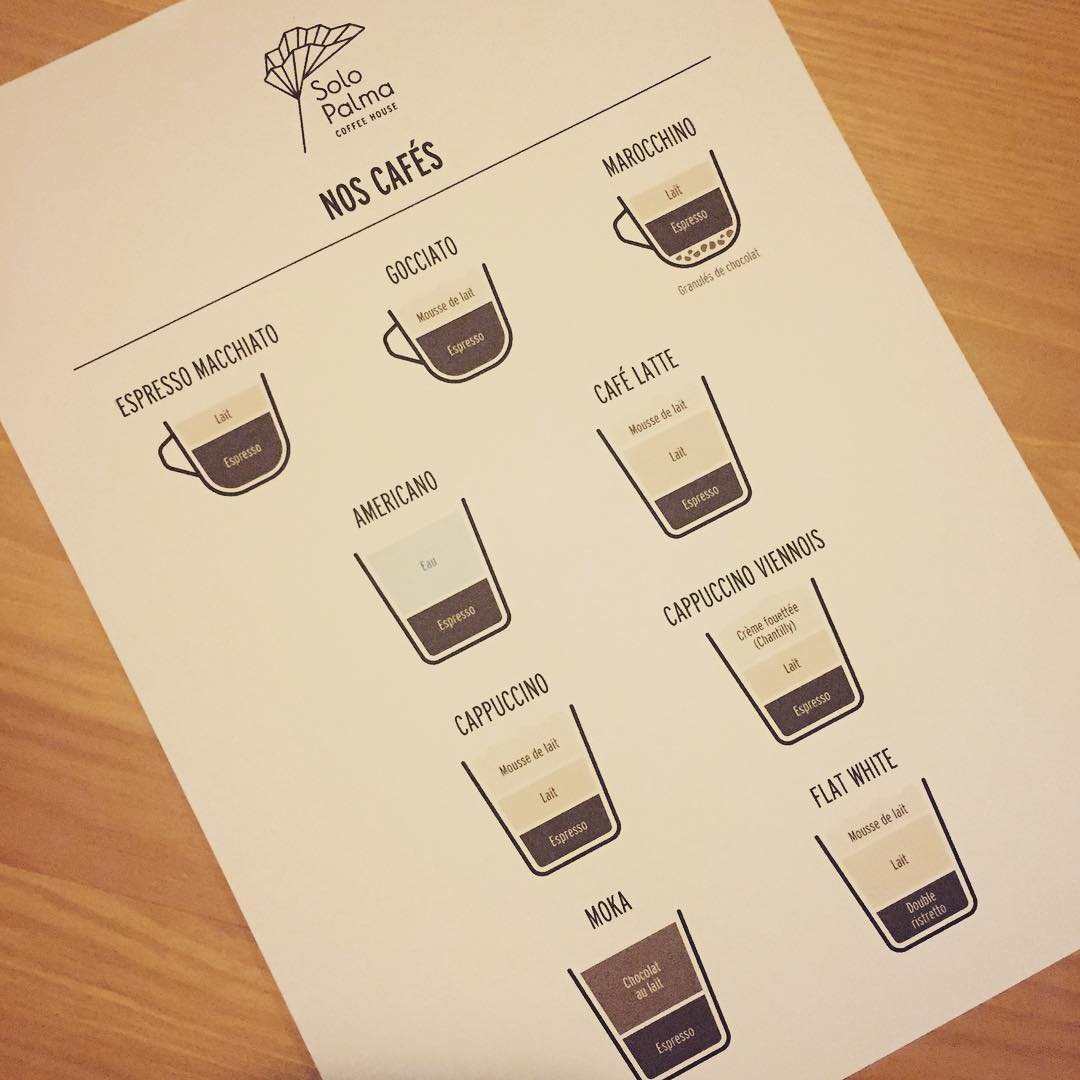 Solo
Palma
COFFEE HOUSE
NOS CAFÉS
ESPRESSO MACCHIATO
Lait
Espresso
GOCCIATO
Mousse de lait
Espresso
MAROCCHINO
Lait
Espresso
Granulés de chocolat
AMERICANO
Eau
Espresso
CAFÉ LATTE
Mousse de lait
Lait
Espresso
CAPPUCCINO
Mousse de lait
Lait
Espresso
CAPPUCCINO VIENNOIS
Crème fouettée
(Chantilly)
Lait
Espresso
MOKA
Chocolat
au lait
Espresso
FLAT WHITE
Mousse de lait
Lait
Double
ristretto